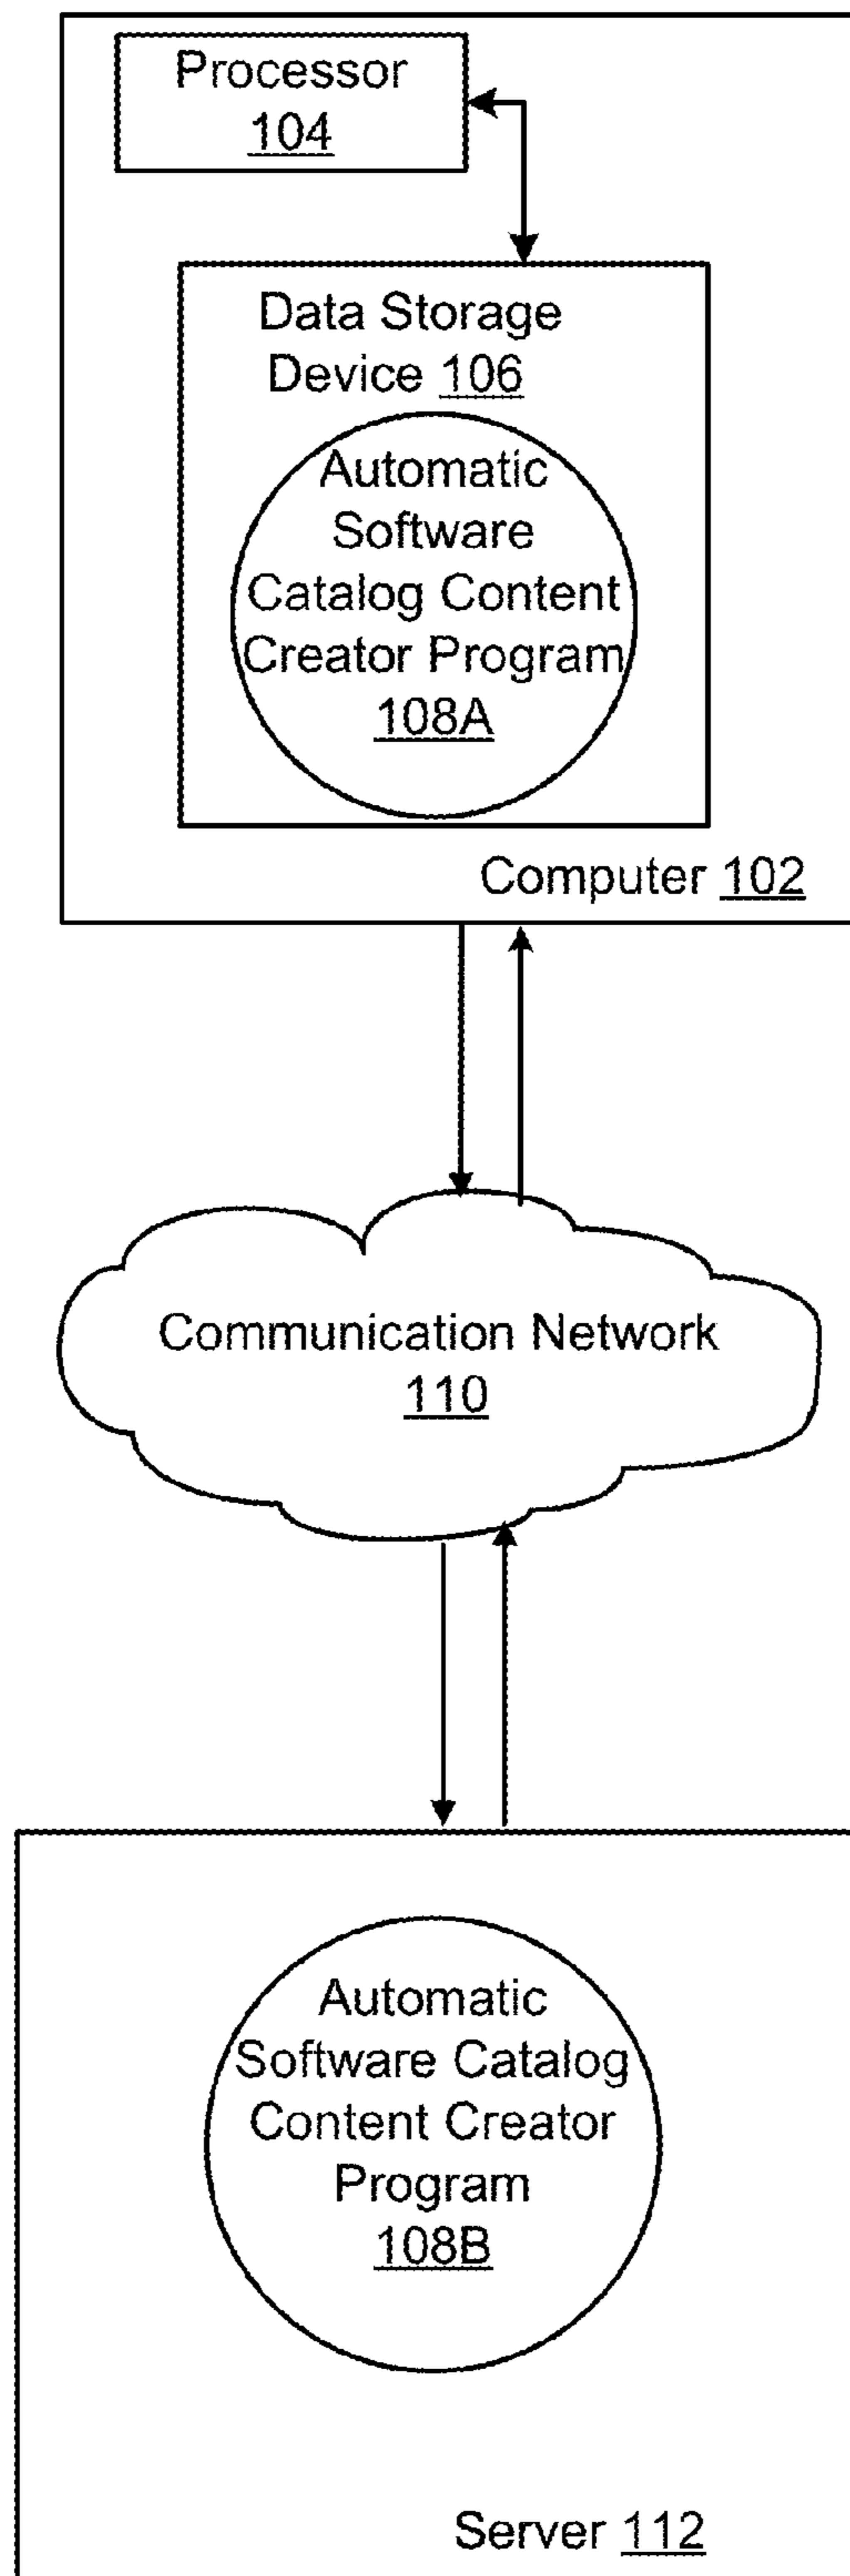 Processor
104
Data Storage
Device 106
Automatic
Software
Catalog Content
Creator Program
108A
Computer 102
Communication Network
110
Automatic
Software Catalog
Content Creator
Program
108B
Server 112